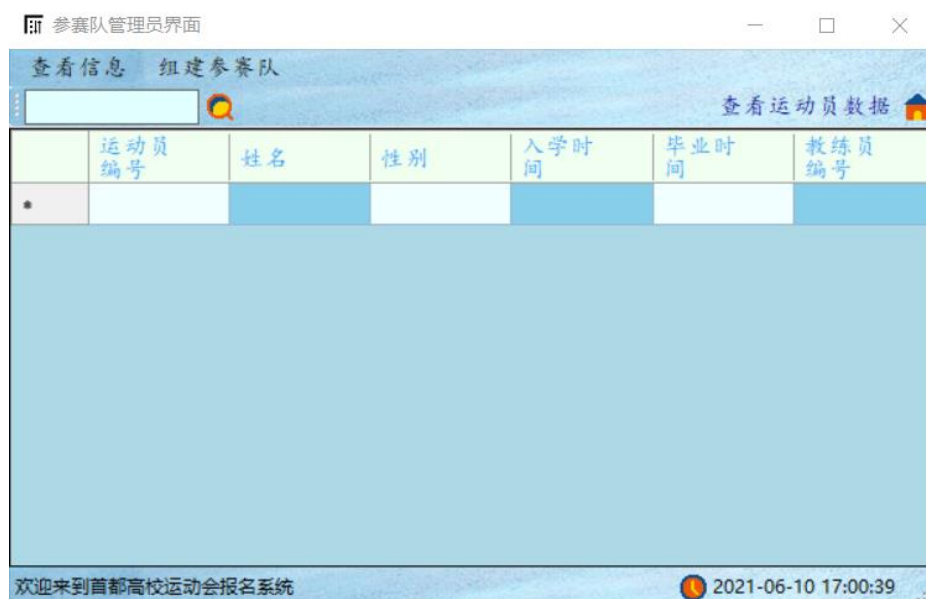 参赛队管理员界面
查看信息 组建参赛队
查看运动员数据
运动员
编号
姓名
性别
入学时
间
毕业时
间
教练员
编号
欢迎来到首都高校运动会报名系统
2021-06-10 17:00:39